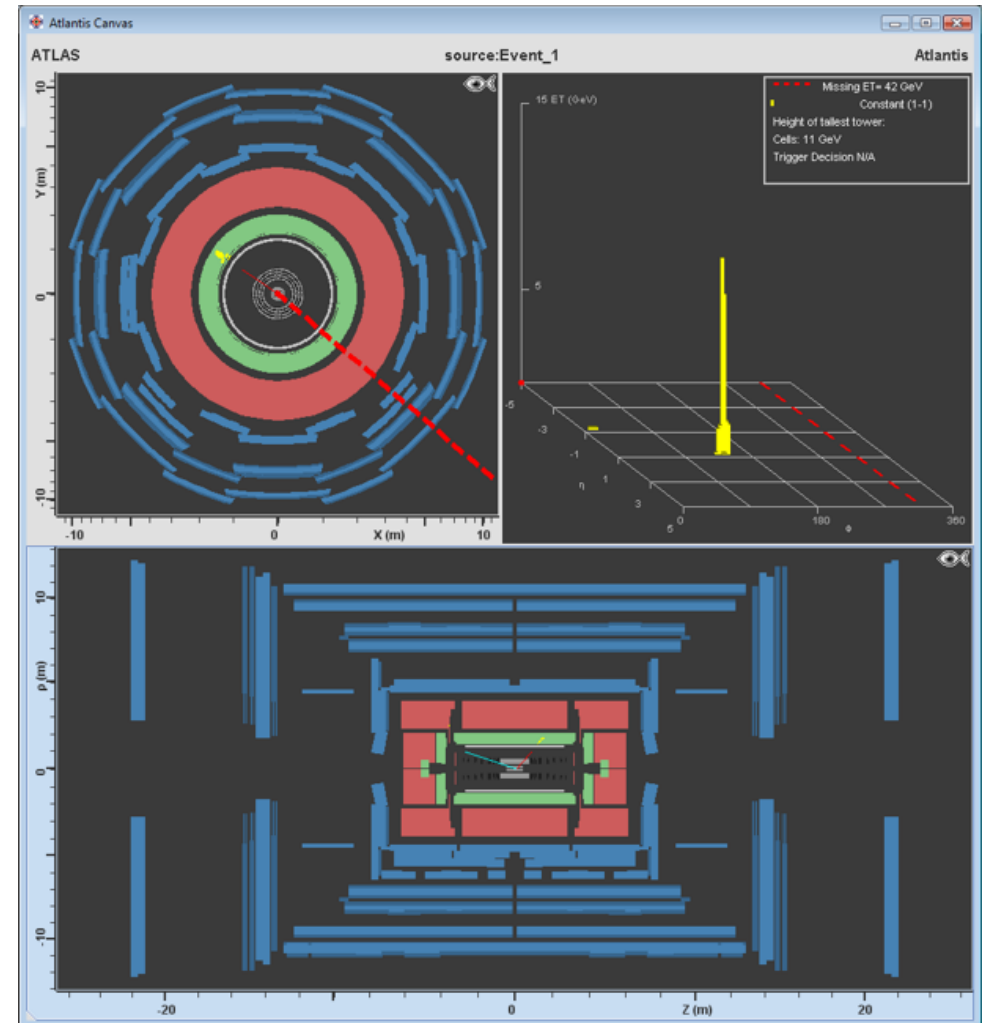 Atlantis Canvas
ATLAS source:Event_1 Atlantis
10
Y (m)
0
-10
-10 0 X (m) 10
15 ET (GeV)
Missing ET= 42 GeV
Constant (1-1)
Height of tallest tower:
Cells: 11 GeV
Trigger Decision N/A
5
-5
-3
-1
η 1
3
5 0 180 360
Φ
10
ρ (m)
0
-10
-20 0 Z (m) 20